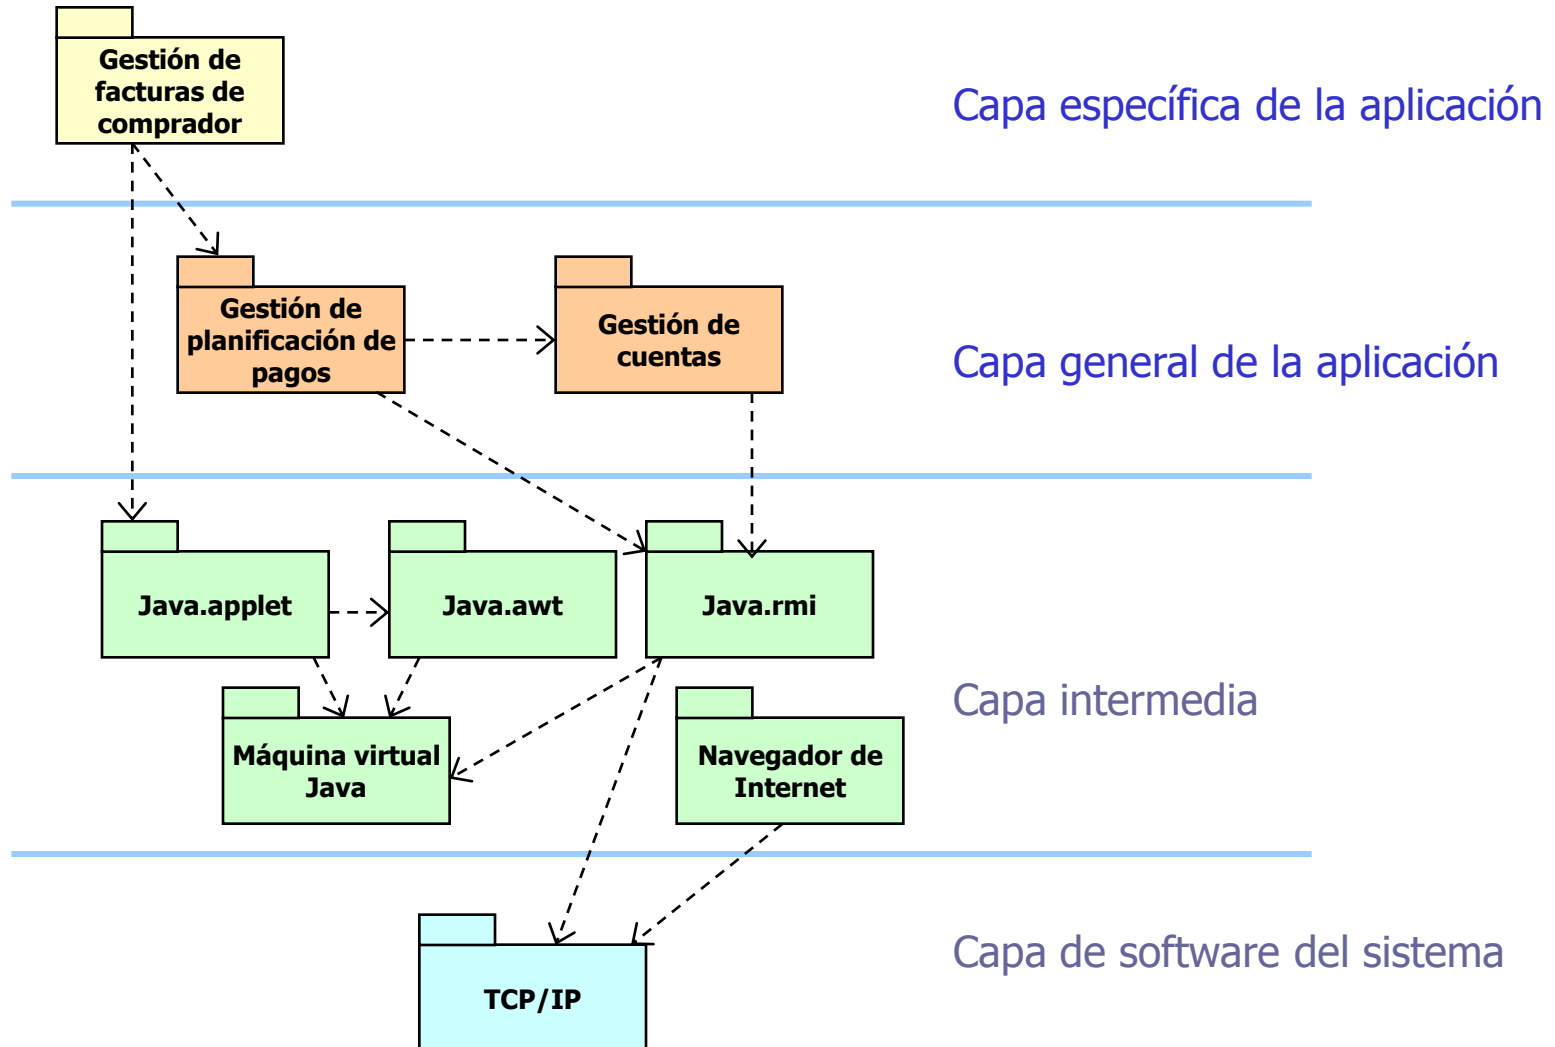 Gestión de
facturas de
comprador
Capa específica de la aplicación
Gestión de
planificación de
pagos
Gestión de
cuentas
Capa general de la aplicación
Java.applet
Java.awt
Java.rmi
Capa intermedia
Máquina virtual
Java
Navegador de
Internet
Capa de software del sistema
TCP/IP